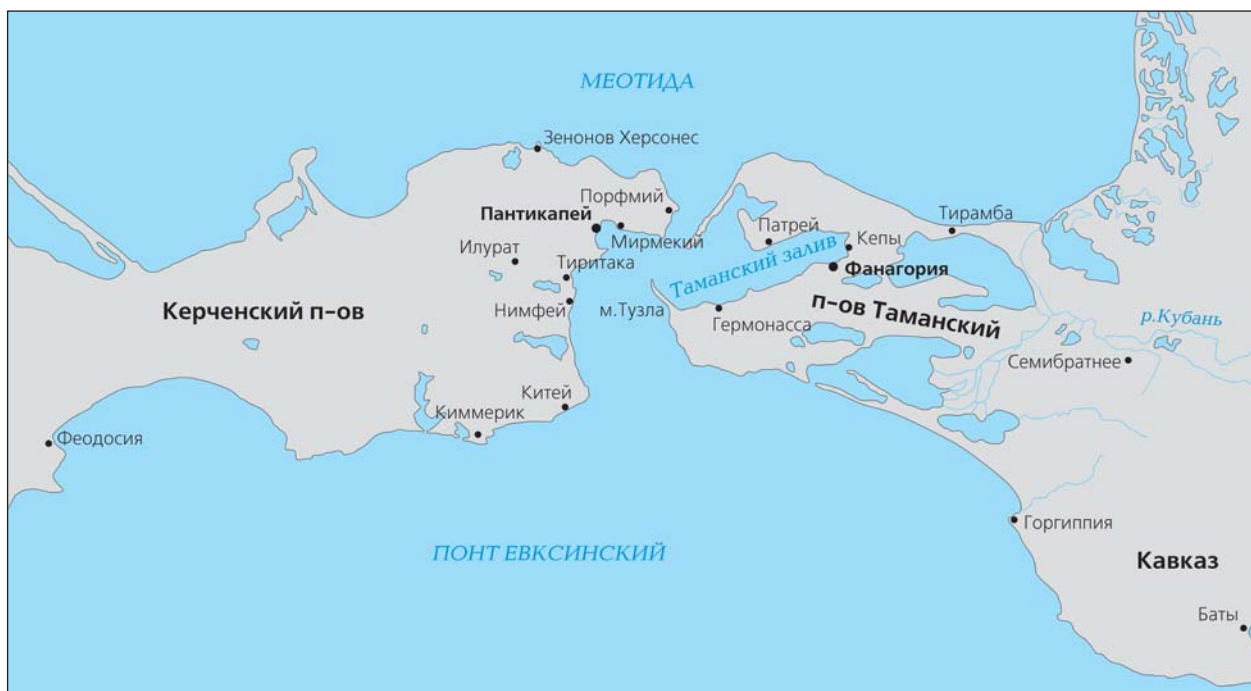 МЕОТИДА
Зенонов Херсонес
Порфмий
Пантикапей
Мирмекий
Патрей
Тирамба
Кепы
Илурат
Тиритака
Таманский залив
Фанагория
Керченский п-ов
Нимфей
м.Тузла
Гермонасса
п-ов Таманский
р.Кубань
Семибратнее
Китей
Киммерик
Феодосия
Горгиппия
ПОНТ ЕВКСИНСКИЙ
Кавказ
Баты